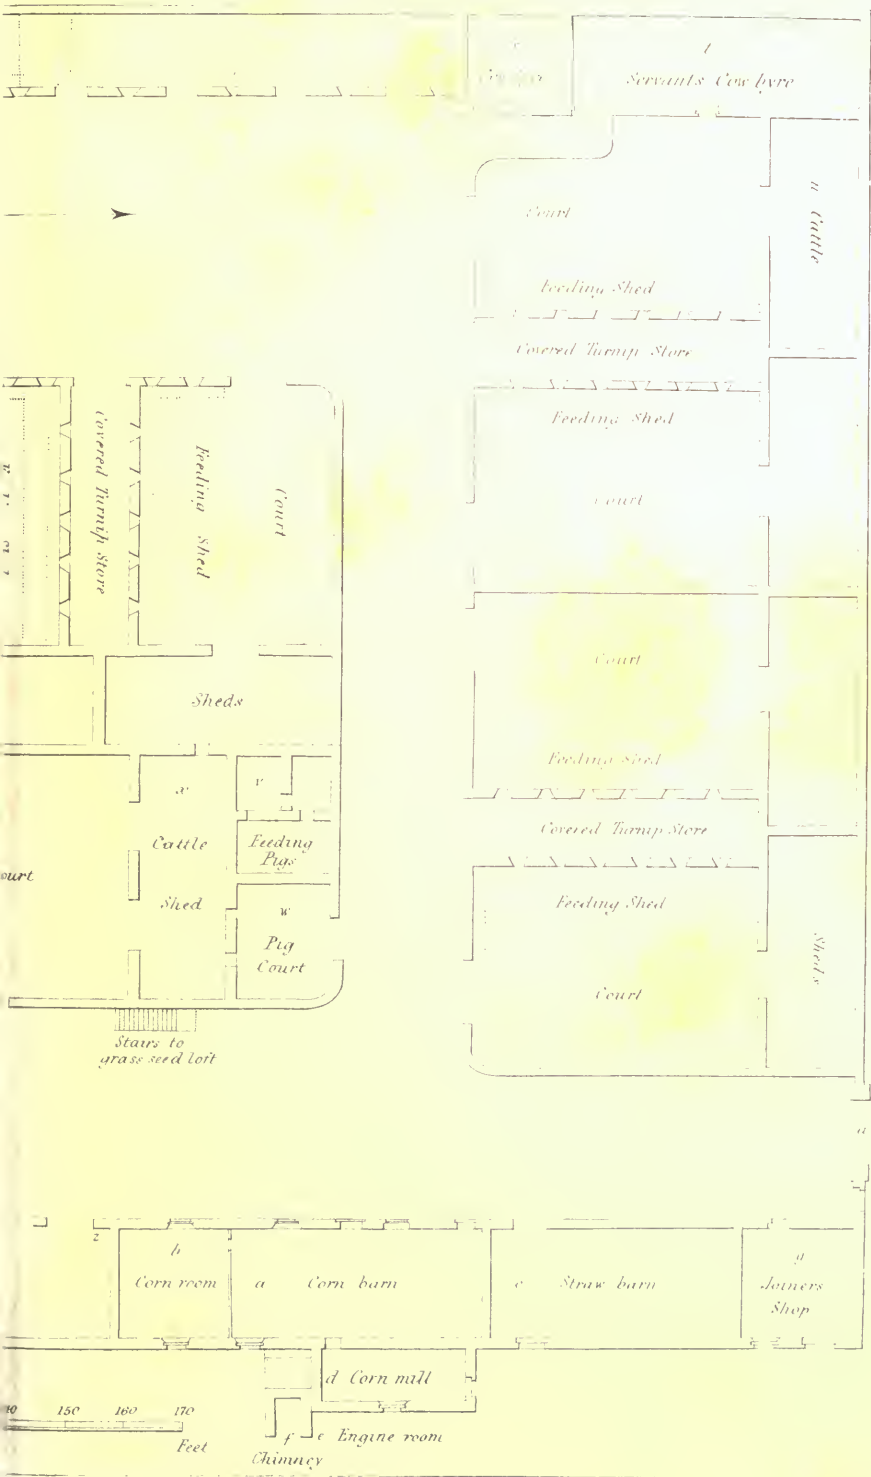 t
Servants Cow byre
Court
n Cattle
Feeding Shed
Covered Turnip Store
Feeding Shed
Court
Covered Turnip Store
Feeding Shed
Court
Court
Sheds
Feeding Shed
Covered Turnip Store
Feeding Shed
Court
Sheds
x
Cattle
Shed
v
Feeding
Pigs
w
Pig
Court
ourt
Stairs to
grass seed loft
a
z
b
Corn room
a Corn barn
c Straw barn
g
Joiners
Shop
d Corn mill
f e Engine room
Chimney
150 160 170
Feet